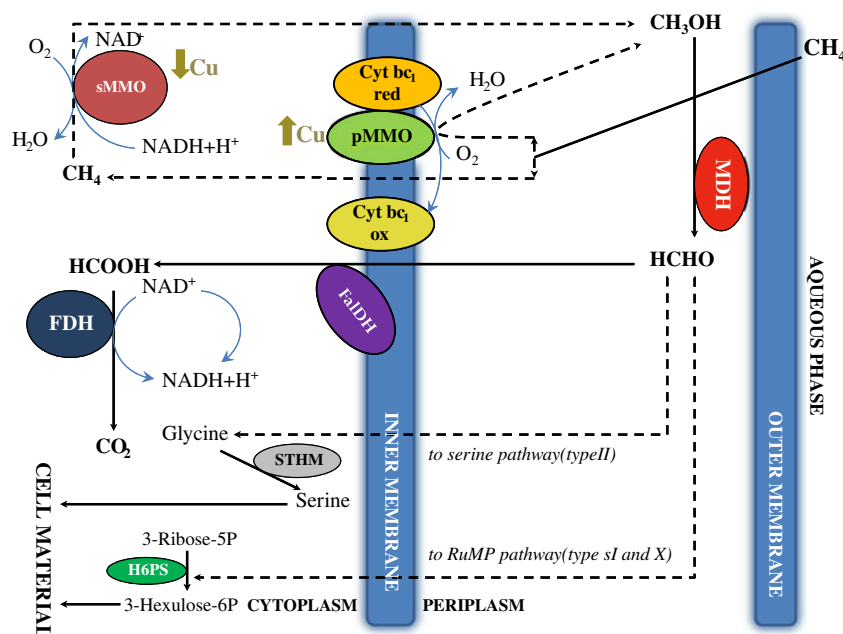 CH₃OH
NAD⁺
O₂
Cu
sMMO
Cyt bc₁
red
H₂O
CH₄
H₂O
NADH+H⁺
Cu
pMMO
O₂
CH₄
MDH
Cyt bc₁
ox
HCOOH
HCHO
NAD⁺
FalDH
FDH
NADH+H⁺
AQUEOUS PHASE
CO₂
Glycine
STHM
to serine pathway(typeII)
Serine
INNER MEMBRANE
OUTER MEMBRANE
CELL MATERIAL
3-Ribose-5P
H6PS
to RuMP pathway(type sI and X)
3-Hexulose-6P
CYTOPLASM
PERIPLASM